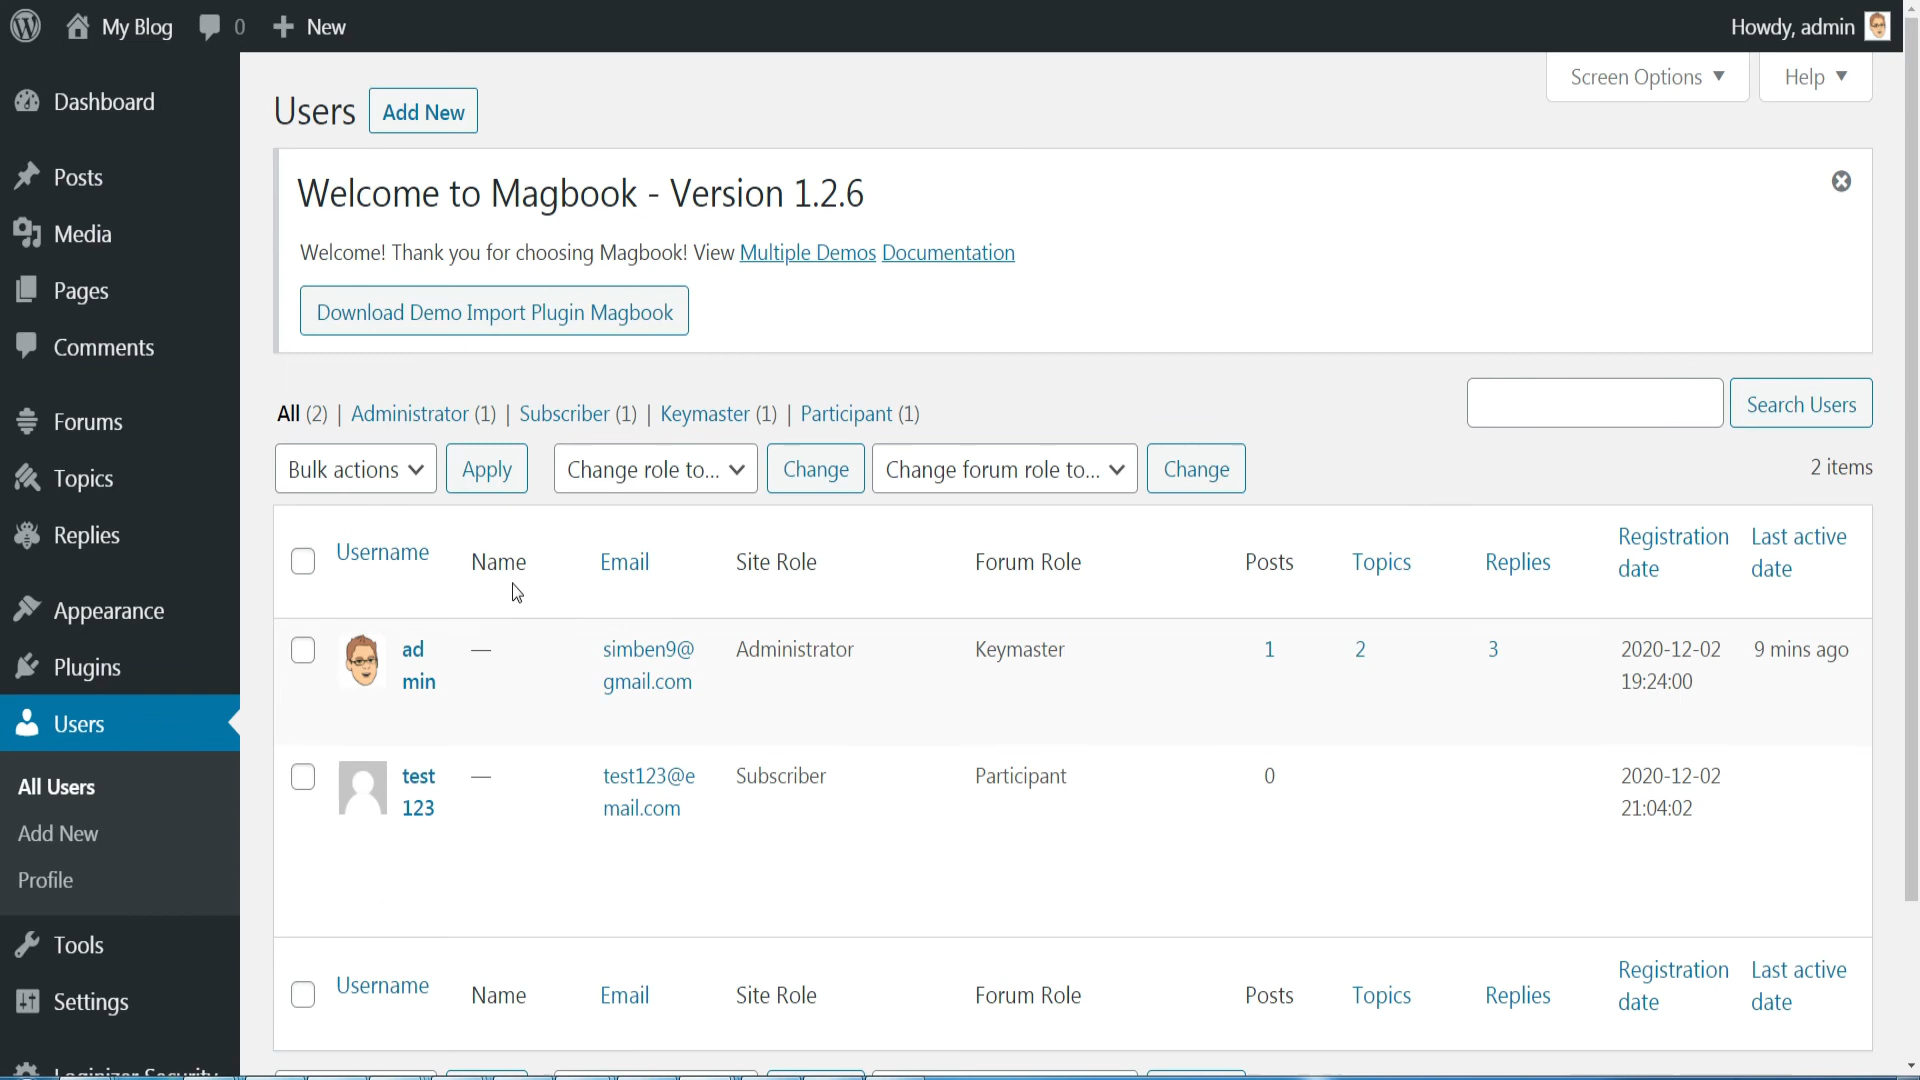 My Blog 0 New Howdy, admin
Screen Options Help
Dashboard
Posts
Media
Pages
Comments
Forums
Topics
Replies
Appearance
Plugins
Users
All Users
Add New
Profile
Tools
Settings
Loginizer Security
Users Add New
Welcome to Magbook - Version 1.2.6
Welcome! Thank you for choosing Magbook! View Multiple Demos Documentation
Download Demo Import Plugin Magbook
All (2) | Administrator (1) | Subscriber (1) | Keymaster (1) | Participant (1)
Search Users
Bulk actions Apply Change role to... Change Change forum role to... Change 2 items
Username Name Email Site Role Forum Role Posts Topics Replies Registration Last active
date date
ad — simben9@ Administrator Keymaster 1 2 3 2020-12-02 9 mins ago
min gmail.com 19:24:00
test — test123@e Subscriber Participant 0 2020-12-02
123 mail.com 21:04:02
Username Name Email Site Role Forum Role Posts Topics Replies Registration Last active
date date